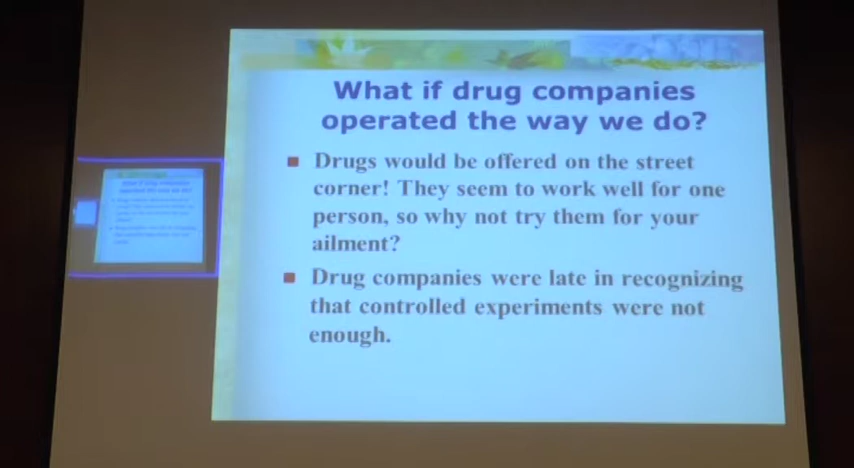 What if drug companies
operated the way we do?
Drugs would be offered on the street
corner! They seem to work well for one
person, so why not try them for your
ailment?
Drug companies were late in recognizing
that controlled experiments were not
enough.